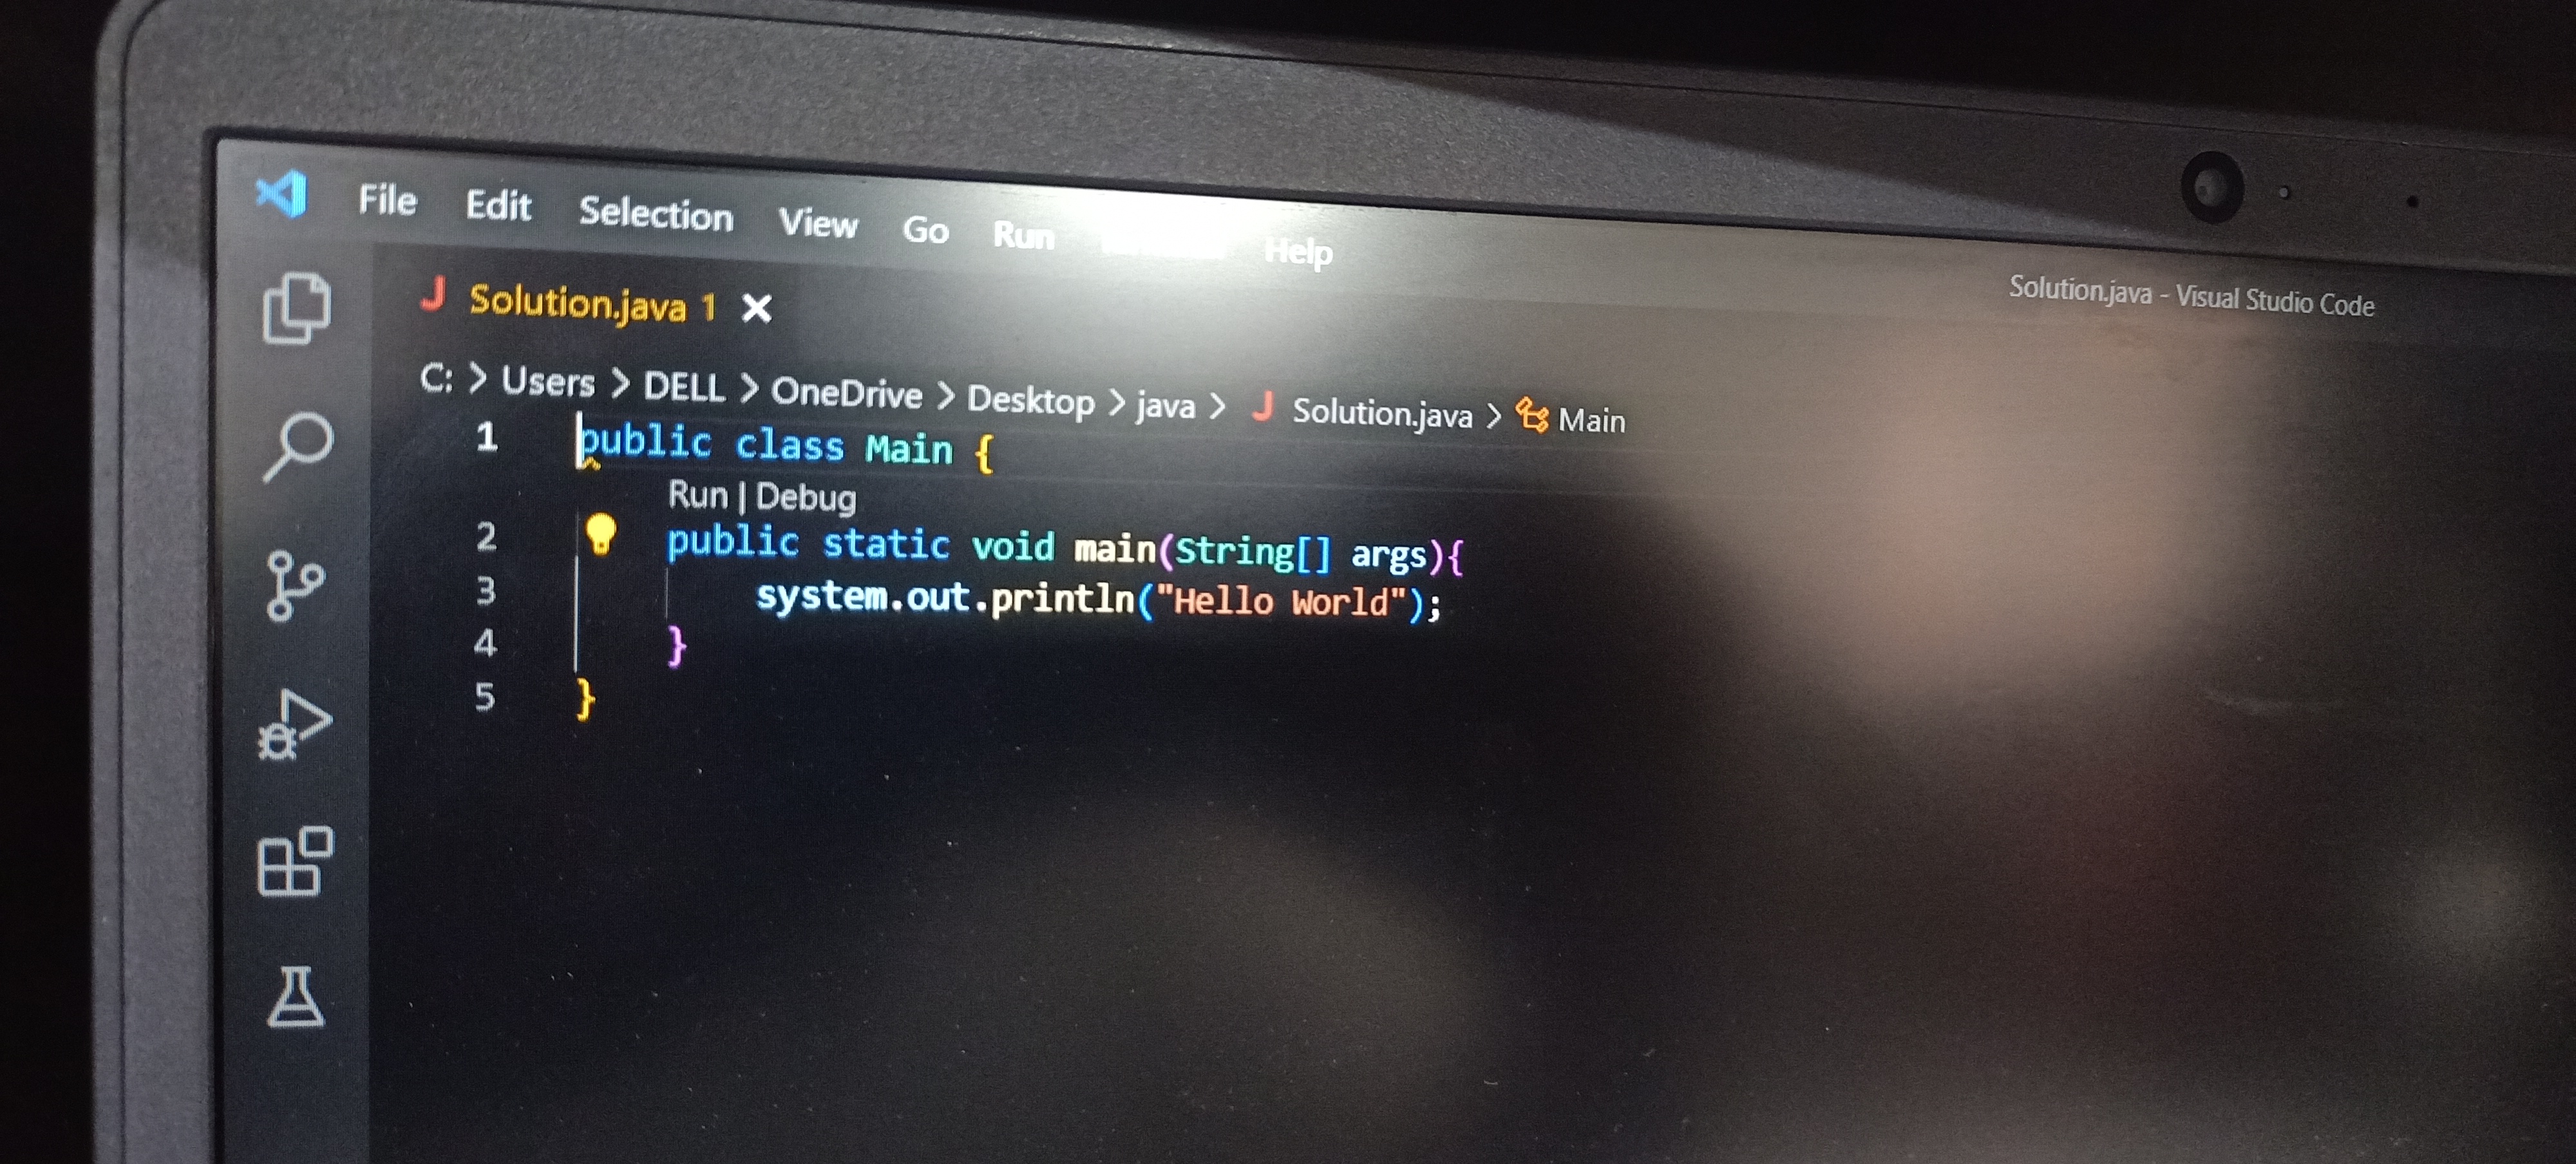 File Edit Selection View Go Run Help
Solution.java - Visual Studio Code
J Solution.java 1 ×
C: > Users > DELL > OneDrive > Desktop > java > J Solution.java > Main
1 public class Main {
Run | Debug
2 public static void main(String[] args){
3 system.out.println("Hello World");
4 }
5 }